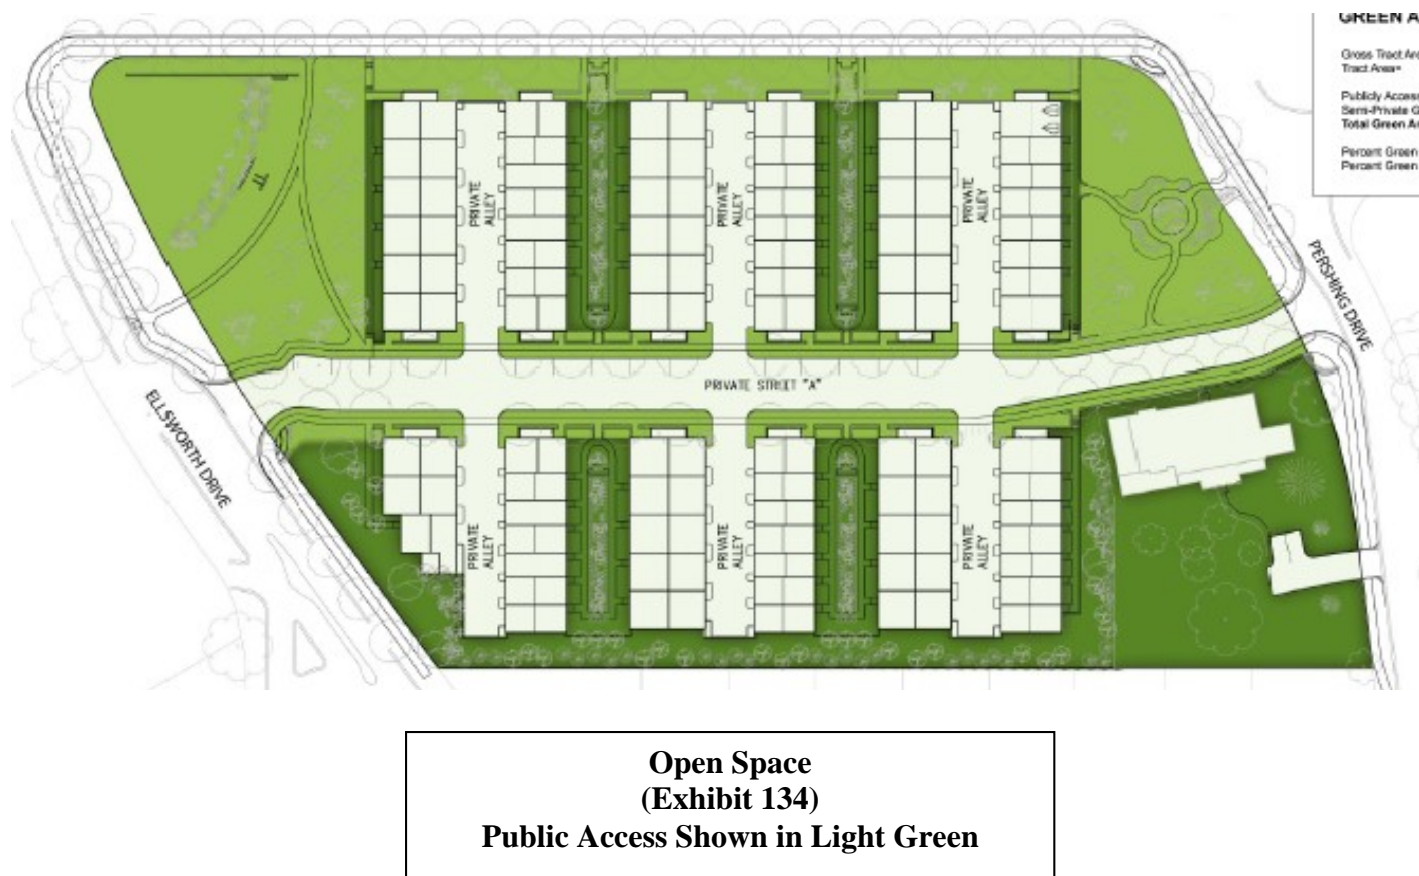 GREEN A
Gross Tract Are
Tract Area=
Publicly Access
Semi-Private G
Total Green Ar
Percent Green
Percent Green
PRIVATE
ALLEY
PRIVATE
ALLEY
PRIVATE
ALLEY
PERSHING DRIVE
PRIVATE STREET "A"
ELLSWORTH DRIVE
PRIVATE
ALLEY
PRIVATE
ALLEY
PRIVATE
ALLEY
Open Space
(Exhibit 134)
Public Access Shown in Light Green